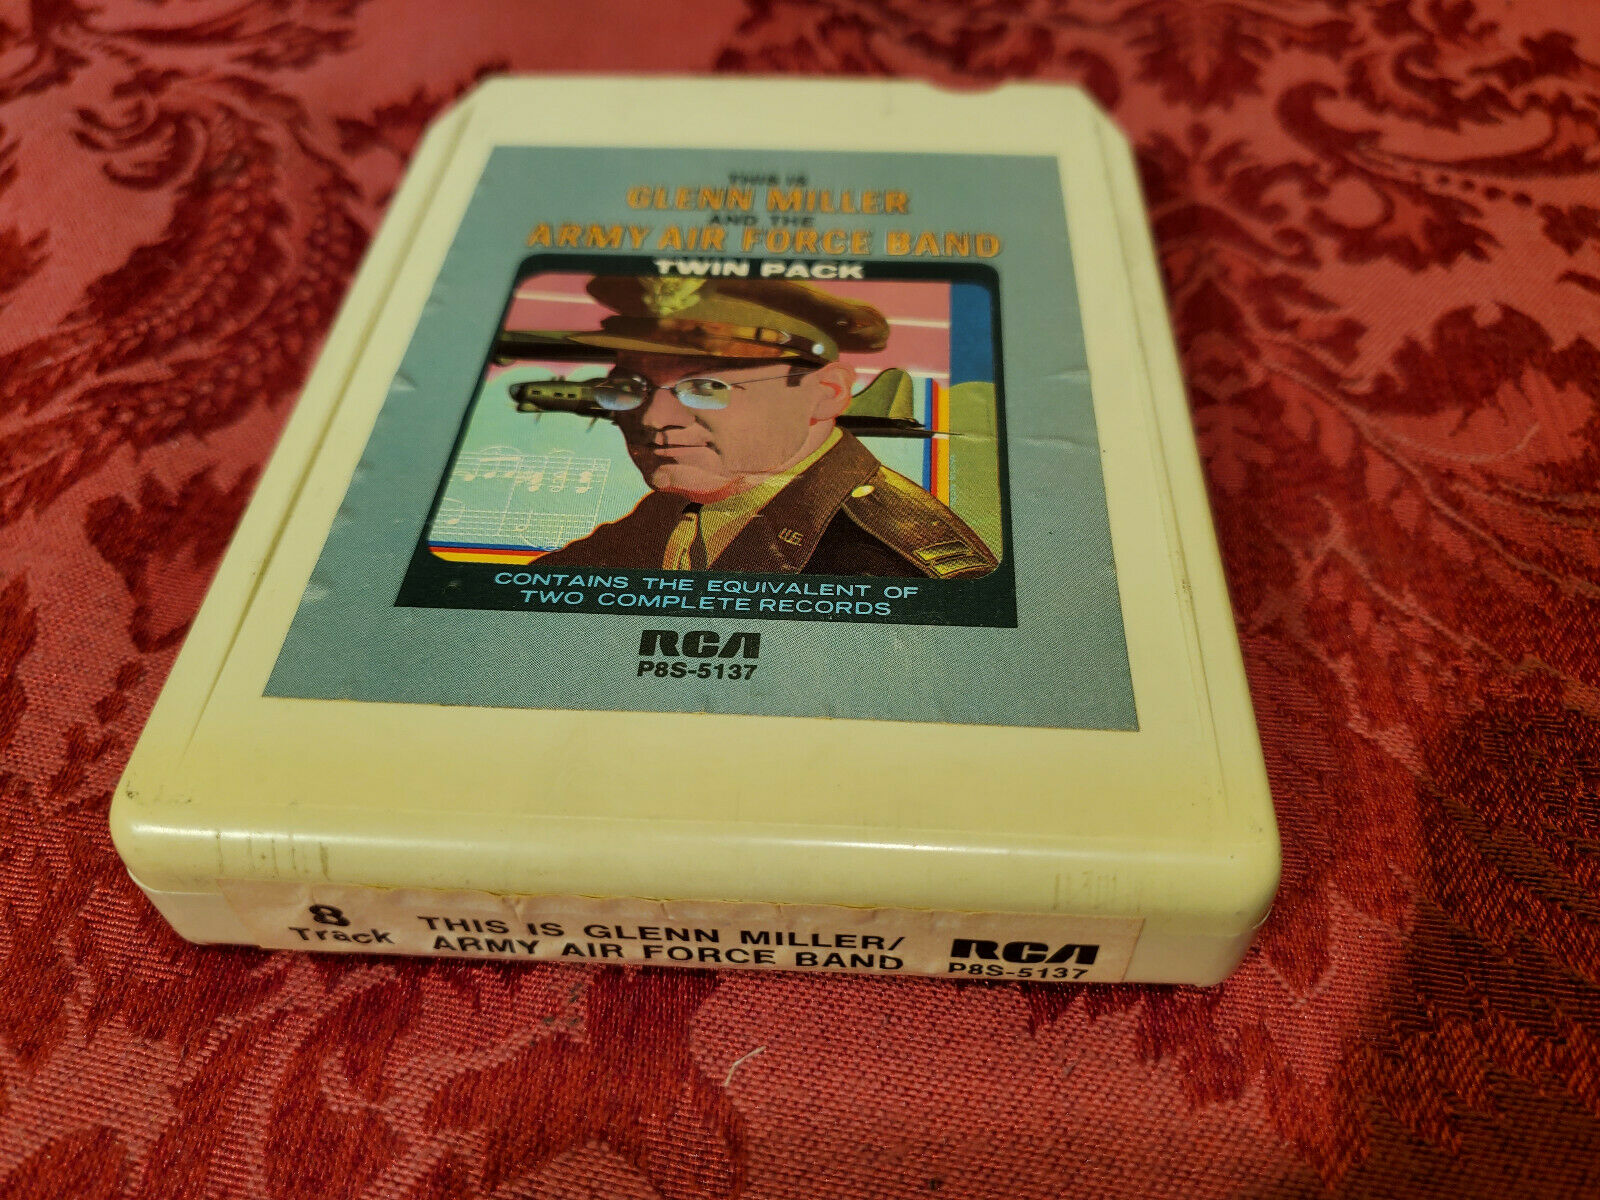 THIS IS
GLENN MILLER
AND THE
ARMY AIR FORCE BAND
TWIN PACK
U.S.
CONTAINS THE EQUIVALENT OF
TWO COMPLETE RECORDS
RCA
P8S-5137
8
Track
THIS IS GLENN MILLER/
ARMY AIR FORCE BAND
RCA
P8S-5137